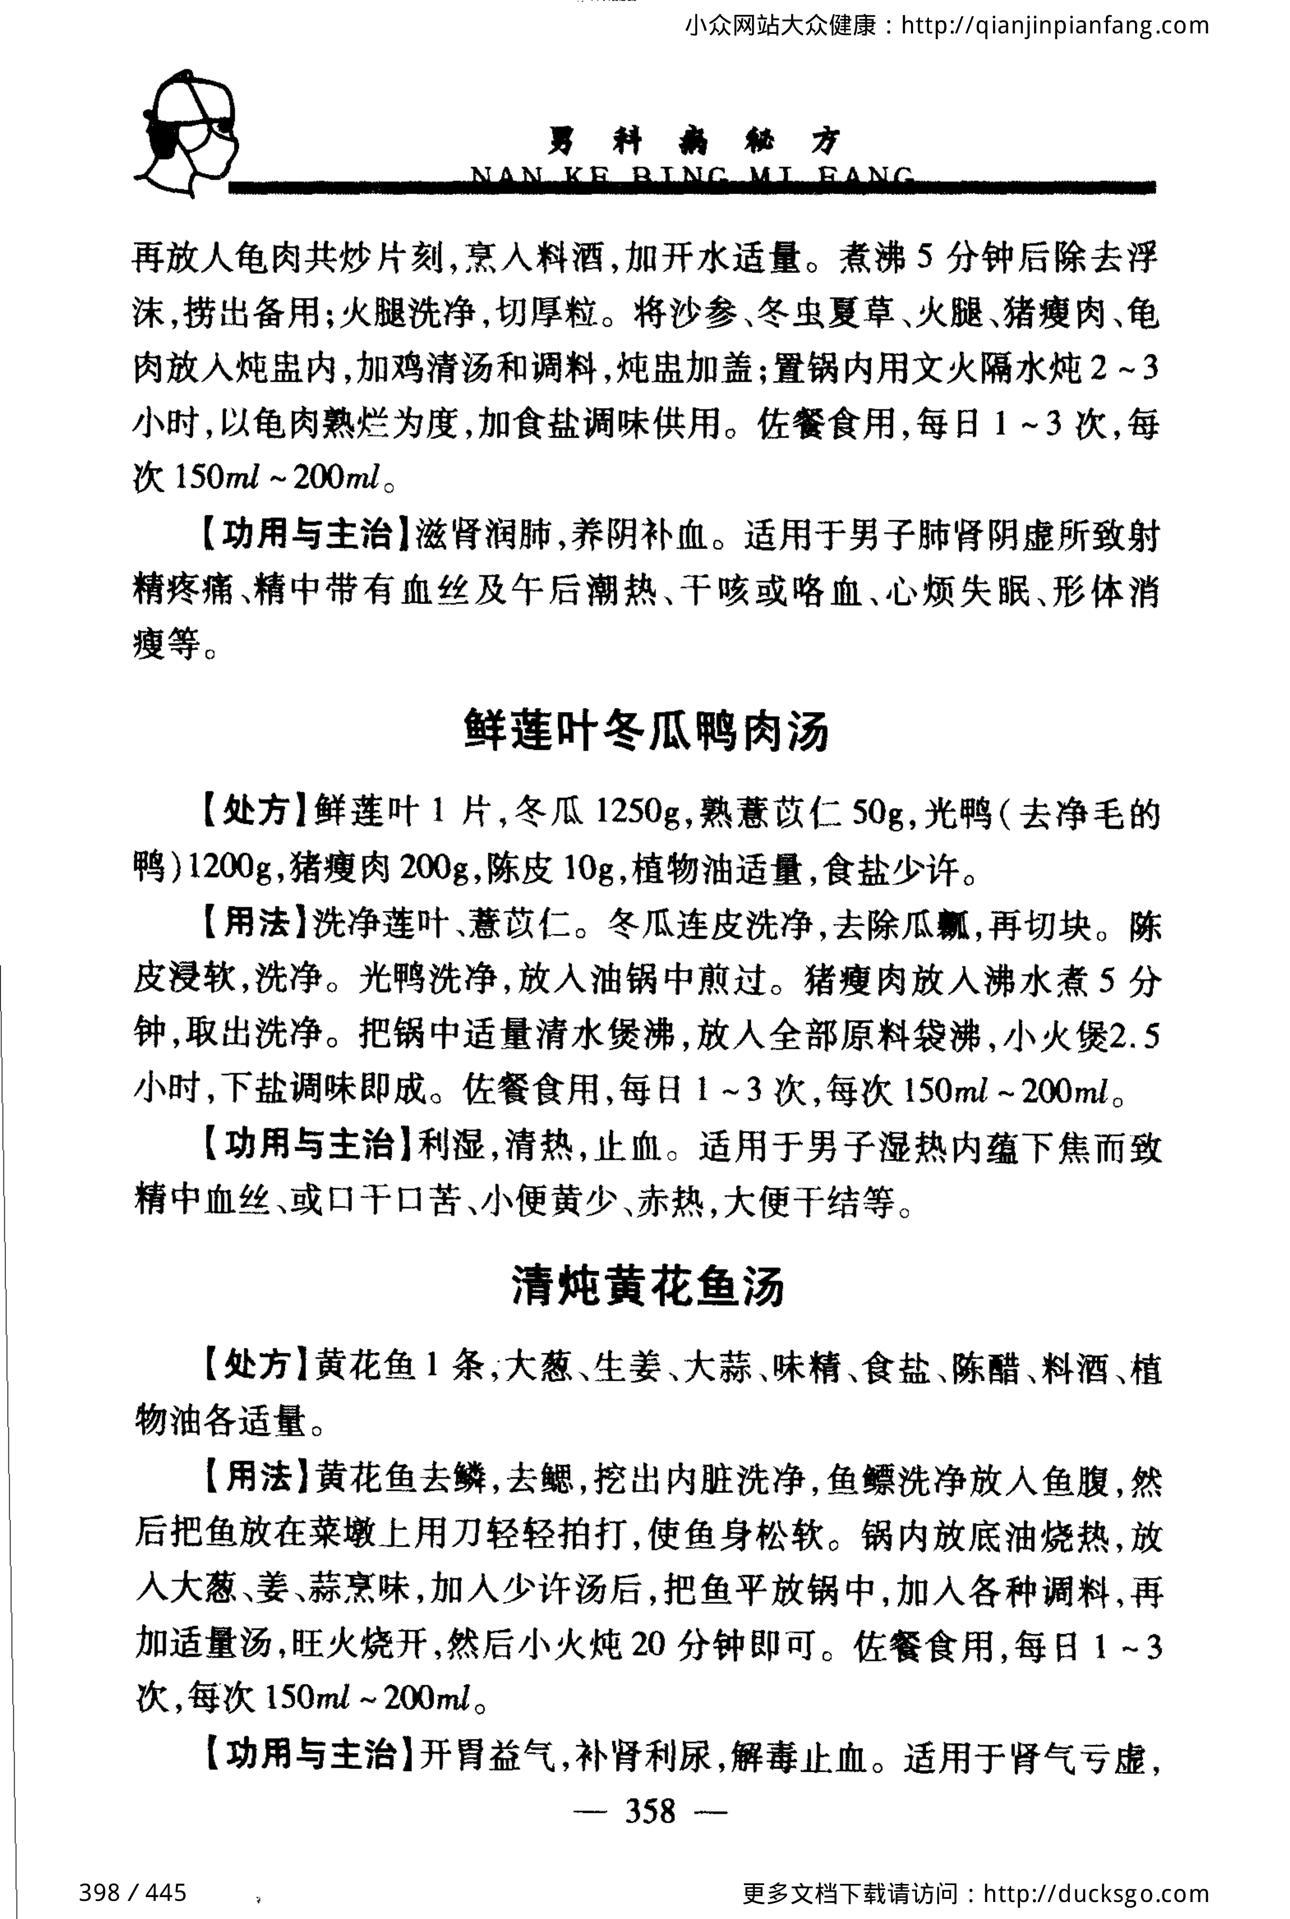 小众网站大众健康：http://qianjinpianfang.com
男科病秘方
NAN KE BING MI FANG
再放人龟肉共炒片刻,烹入料酒,加开水适量。煮沸 5 分钟后除去浮
沫,捞出备用;火腿洗净,切厚粒。将沙参、冬虫夏草、火腿、猪瘦肉、龟
肉放入炖盅内,加鸡清汤和调料,炖盅加盖;置锅内用文火隔水炖 2 ~ 3
小时,以龟肉熟烂为度,加食盐调味供用。佐餐食用,每日 1 ~ 3 次,每
次 150ml ~ 200ml。
【功用与主治】滋肾润肺,养阴补血。适用于男子肺肾阴虚所致射
精疼痛、精中带有血丝及午后潮热、干咳或咯血、心烦失眠、形体消
瘦等。
鲜莲叶冬瓜鸭肉汤
【处方】鲜莲叶 1 片,冬瓜 1250g,熟薏苡仁 50g,光鸭(去净毛的
鸭)1200g,猪瘦肉 200g,陈皮 10g,植物油适量,食盐少许。
【用法】洗净莲叶、薏苡仁。冬瓜连皮洗净,去除瓜瓤,再切块。陈
皮浸软,洗净。光鸭洗净,放入油锅中煎过。猪瘦肉放入沸水煮 5 分
钟,取出洗净。把锅中适量清水煲沸,放入全部原料袋沸,小火煲2.5
小时,下盐调味即成。佐餐食用,每日 1 ~ 3 次,每次 150ml ~ 200ml。
【功用与主治】利湿,清热,止血。适用于男子湿热内蕴下焦而致
精中血丝、或口干口苦、小便黄少、赤热,大便干结等。
清炖黄花鱼汤
【处方】黄花鱼 1 条,大葱、生姜、大蒜、味精、食盐、陈醋、料酒、植
物油各适量。
【用法】黄花鱼去鳞,去鳃,挖出内脏洗净,鱼鳔洗净放入鱼腹,然
后把鱼放在菜墩上用刀轻轻拍打,使鱼身松软。锅内放底油烧热,放
入大葱、姜、蒜烹味,加入少许汤后,把鱼平放锅中,加入各种调料,再
加适量汤,旺火烧开,然后小火炖 20 分钟即可。佐餐食用,每日 1 ~ 3
次,每次 150ml ~ 200ml。
【功用与主治】开胃益气,补肾利尿,解毒止血。适用于肾气亏虚,
— 358 —
398 / 445
更多文档下载请访问：http://ducksgo.com